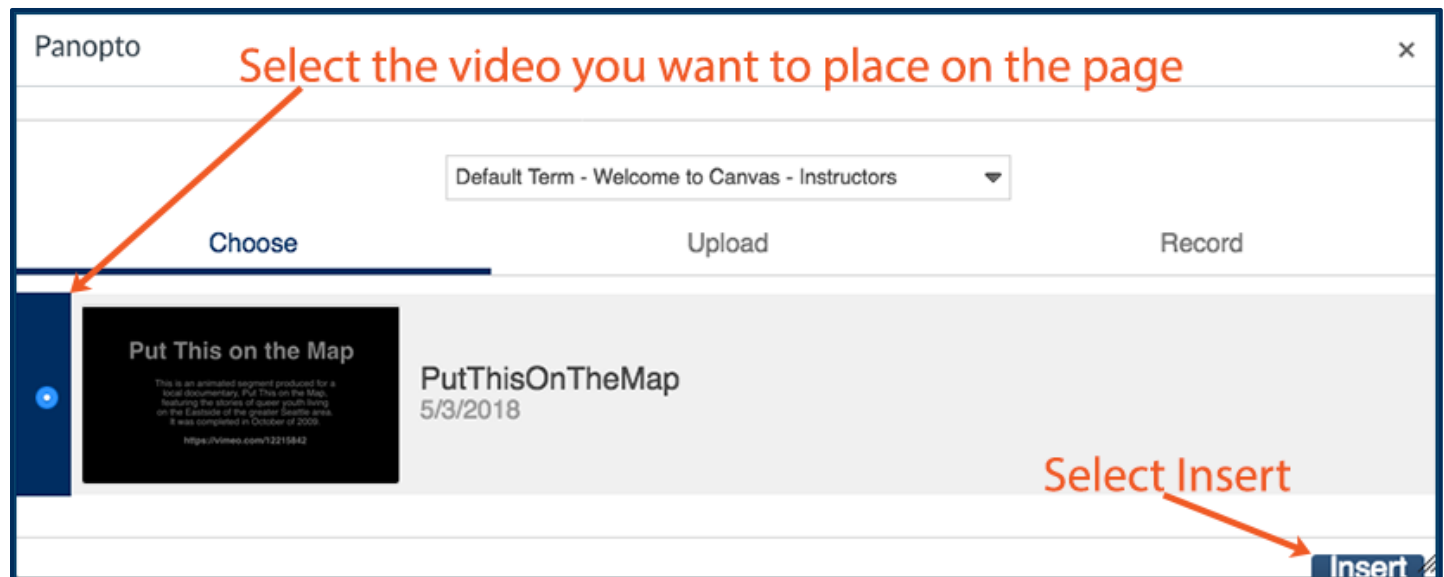 Panopto
×
Select the video you want to place on the page
Default Term - Welcome to Canvas - Instructors
Choose
Upload
Record
Put This on the Map
This is an animated segment produced for a
local documentary, Put This on the Map,
featuring the stories of queer youth living
on the Eastside of the greater Seattle area.
It was completed in October of 2009.
https://vimeo.com/12215842
PutThisOnTheMap
5/3/2018
Select Insert
Insert